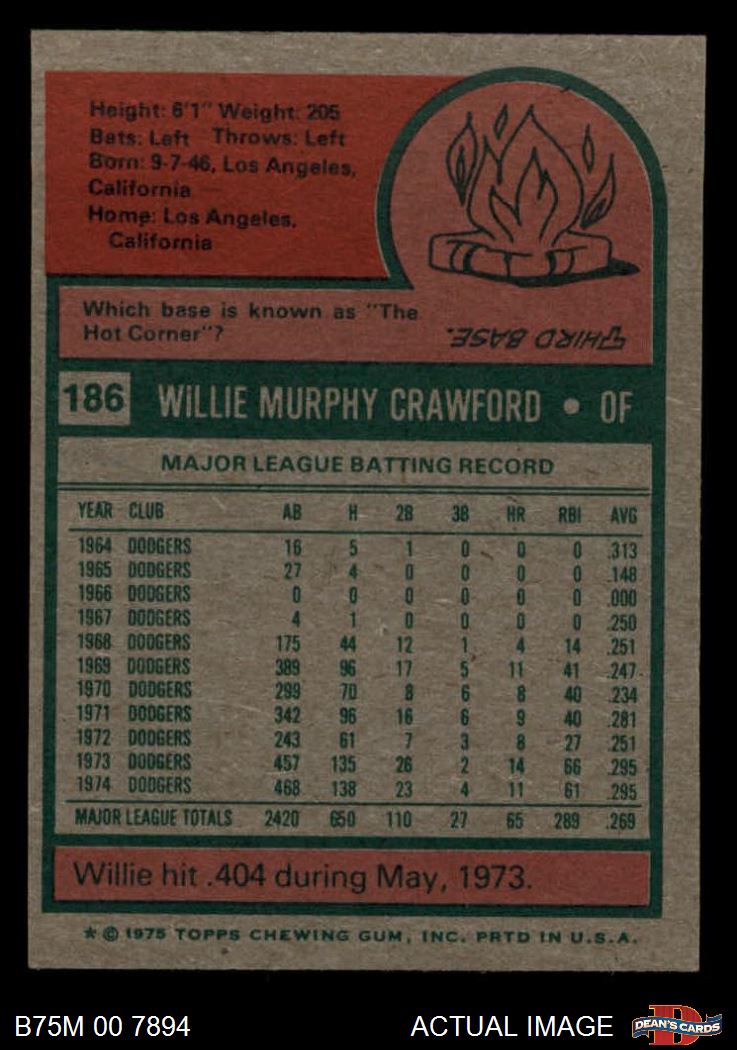 Height: 6'1" Weight: 205
Bats: Left Throws: Left
Born: 9-7-46, Los Angeles,
California
Home: Los Angeles,
California
Which base is known as "The
Hot Corner"?
THIRD BASE.
186 WILLIE MURPHY CRAWFORD • OF
MAJOR LEAGUE BATTING RECORD
YEAR CLUB AB H 2B 3B HR RBI AVG
1964 DODGERS 16 5 1 0 0 0 .313
1965 DODGERS 27 4 0 0 0 0 .148
1966 DODGERS 0 0 0 0 0 0 .000
1967 DODGERS 4 1 0 0 0 0 .250
1968 DODGERS 175 44 12 1 4 14 .251
1969 DODGERS 389 96 17 5 11 41 .247
1970 DODGERS 299 70 8 6 8 40 .234
1971 DODGERS 342 96 16 6 9 40 .281
1972 DODGERS 243 61 7 3 8 27 .251
1973 DODGERS 457 135 26 2 14 66 .295
1974 DODGERS 468 138 23 4 11 61 .295
MAJOR LEAGUE TOTALS 2420 650 110 27 65 289 .269
Willie hit .404 during May, 1973.
* © 1975 TOPPS CHEWING GUM, INC. PRTD IN U.S.A.
B75M 00 7894 ACTUAL IMAGE
DEAN'S CARDS